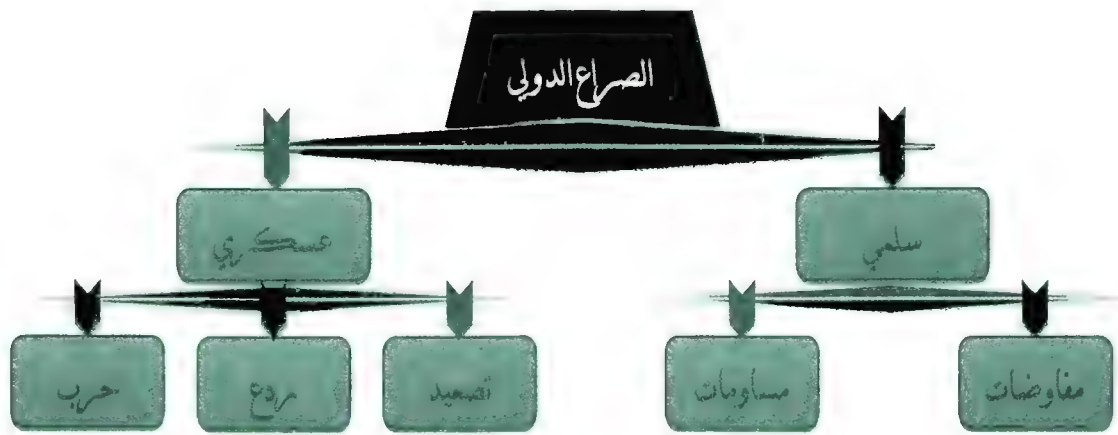 الصراع الدولي
سلمي
عسكري
مفاوضات
مساومات
تصعيد
ردع
حرب